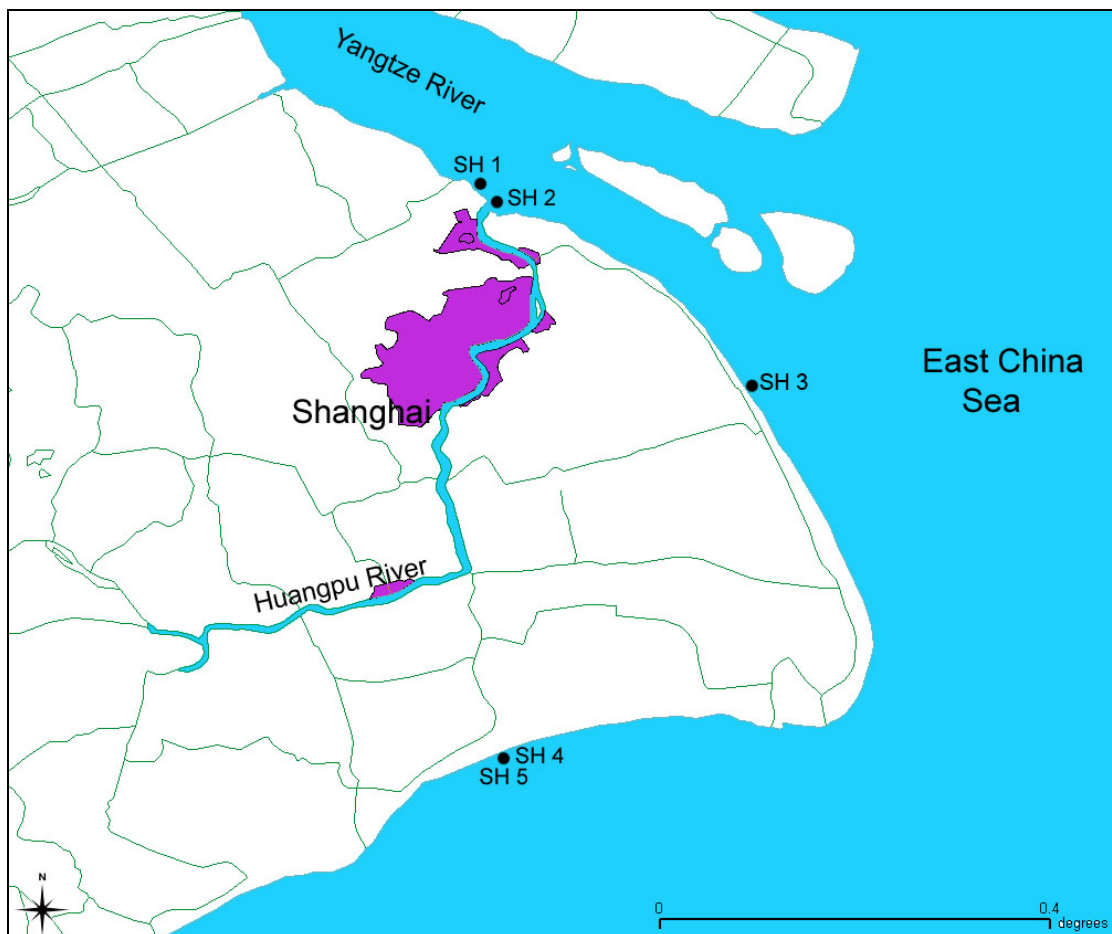 Yangtze River
SH 1
SH 2
East China
Sea
SH 3
Shanghai
Huangpu River
SH 4
SH 5
N
0
0.4
degrees